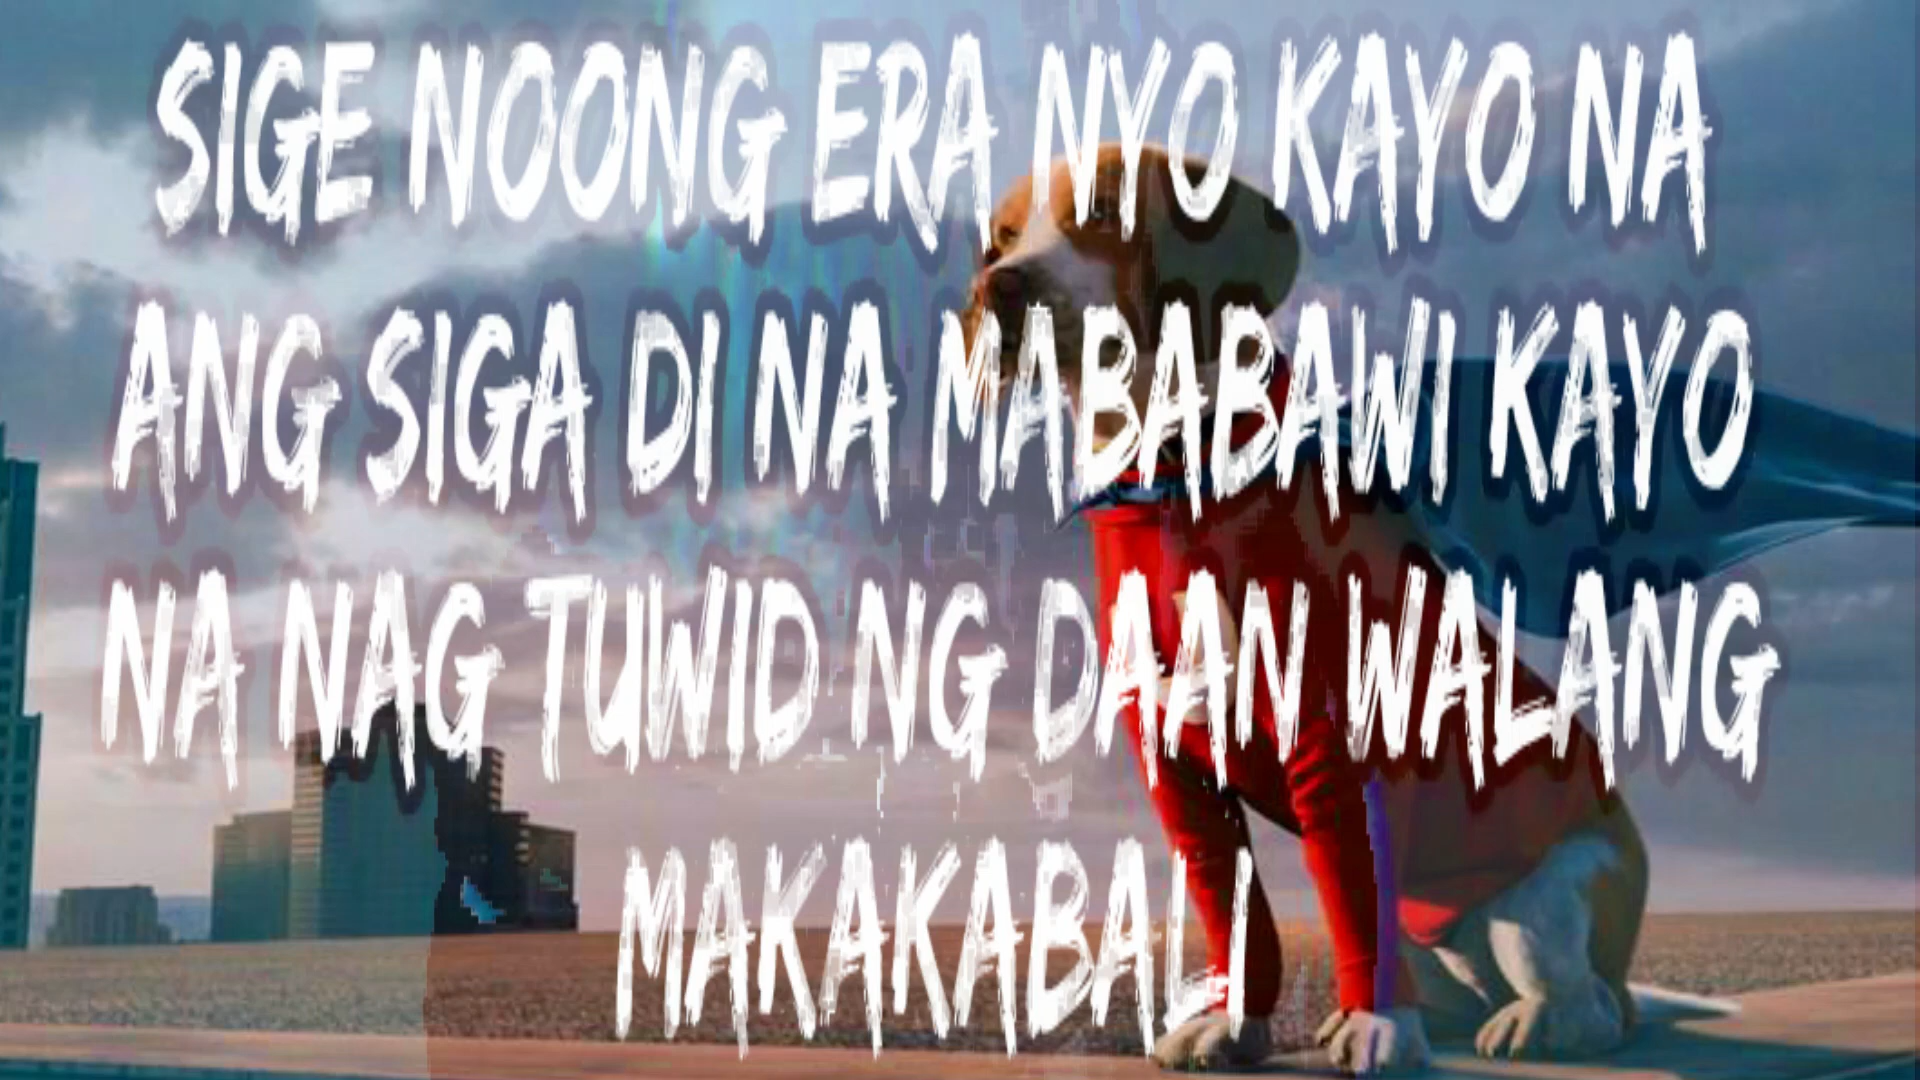 SIGE NOONG ERA NYO KAYO NA
ANG SIGA DI NA MABABAWI KAYO
NA NAG TUWID NG DAAN WALANG
MAKAKABALI